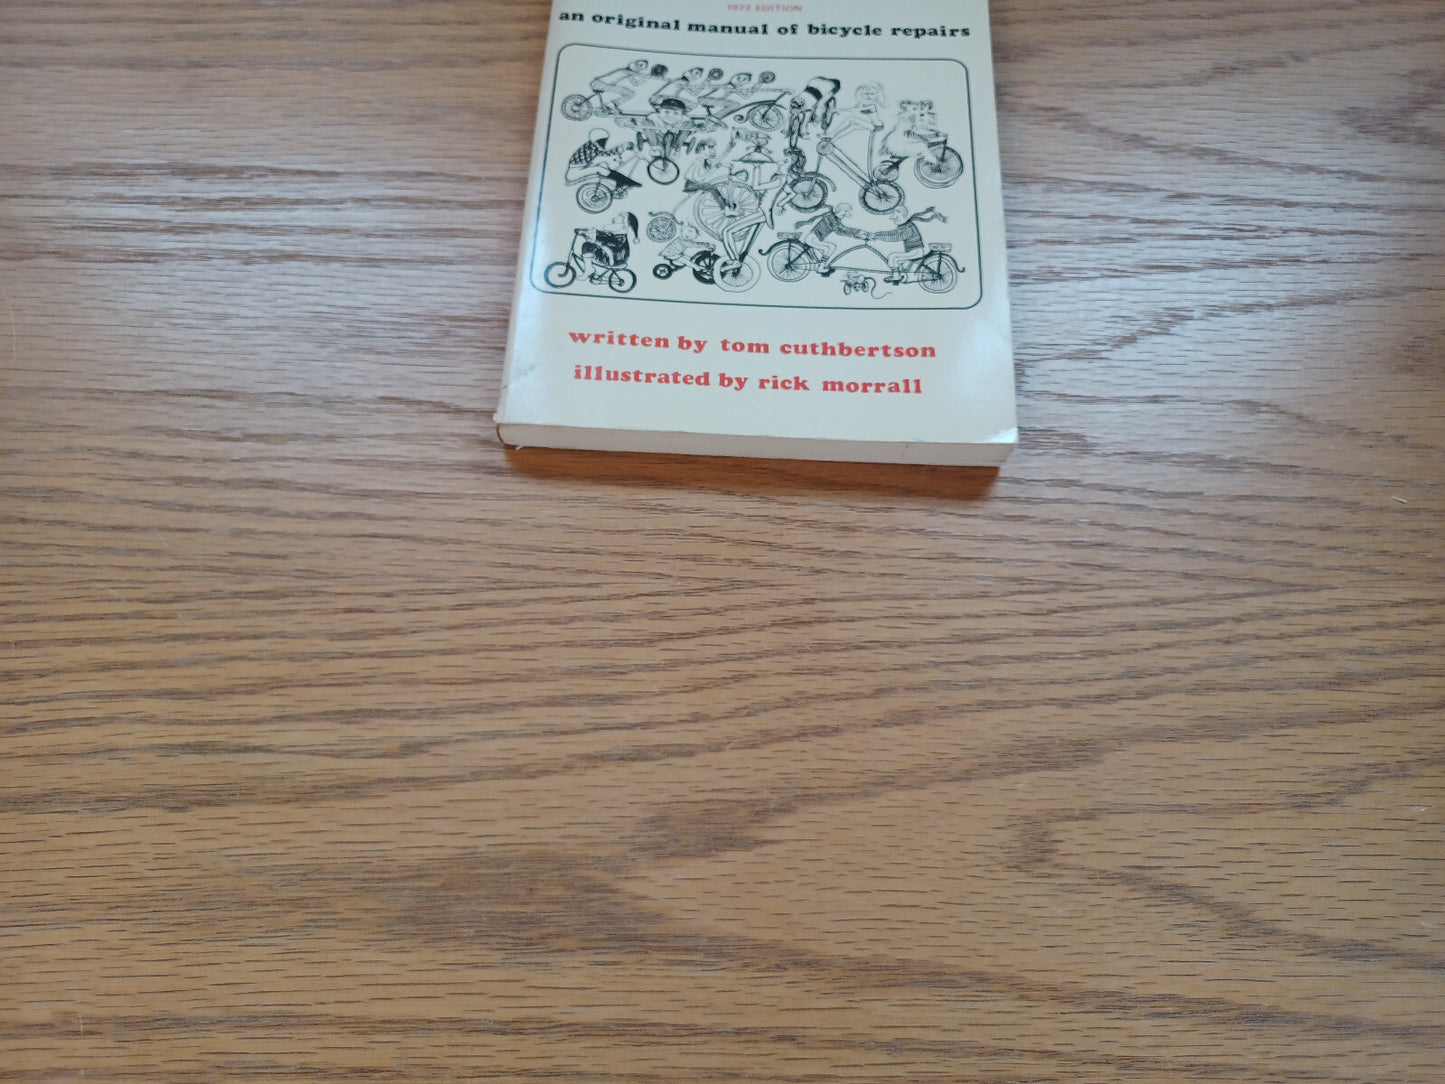 1972 EDITION
an original manual of bicycle repairs
written by tom cuthbertson
illustrated by rick morrall